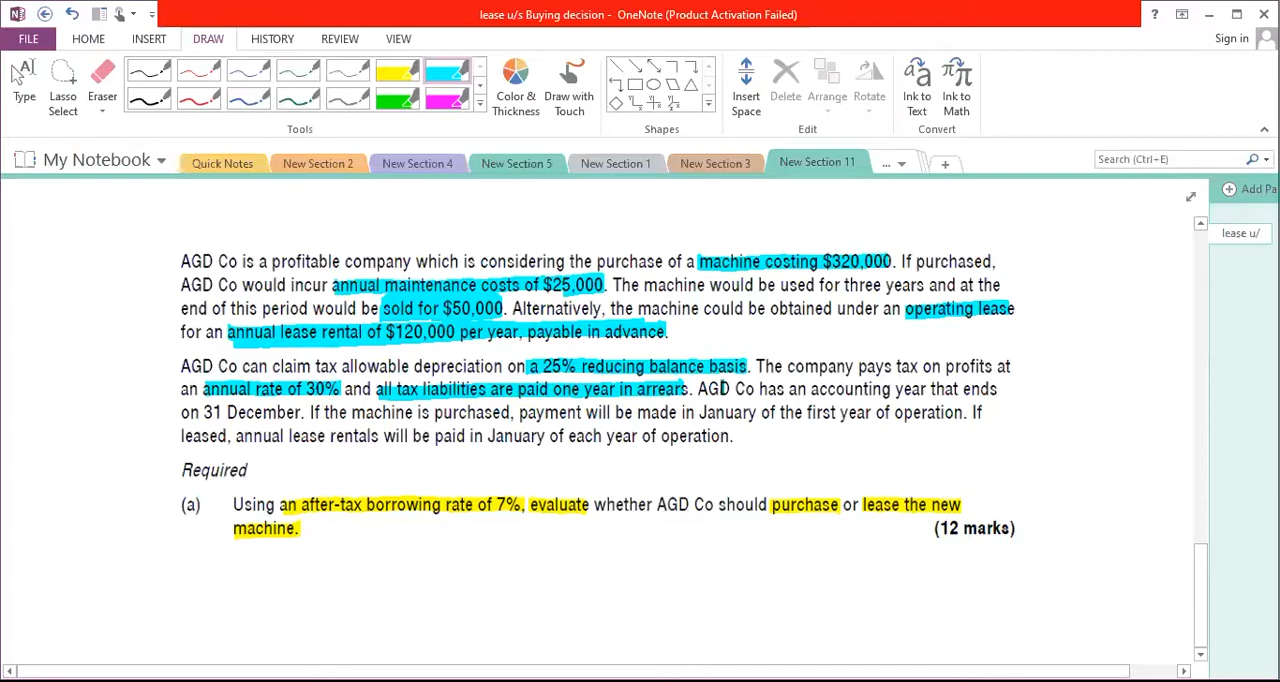 lease u/s Buying decision - OneNote (Product Activation Failed)
?
FILE HOME INSERT DRAW HISTORY REVIEW VIEW
Sign in
Type
Lasso Select
Eraser
Color & Thickness
Draw with Touch
Insert Space
Delete
Arrange
Rotate
Ink to Text
Ink to Math
Tools
Shapes
Edit
Convert
My Notebook
Quick Notes
New Section 2
New Section 4
New Section 5
New Section 1
New Section 3
New Section 11
...
Search (Ctrl+E)
Add Pa
lease u/
AGD Co is a profitable company which is considering the purchase of a machine costing $320,000. If purchased,
AGD Co would incur annual maintenance costs of $25,000. The machine would be used for three years and at the
end of this period would be sold for $50,000. Alternatively, the machine could be obtained under an operating lease
for an annual lease rental of $120,000 per year, payable in advance.
AGD Co can claim tax allowable depreciation on a 25% reducing balance basis. The company pays tax on profits at
an annual rate of 30% and all tax liabilities are paid one year in arrears. AGD Co has an accounting year that ends
on 31 December. If the machine is purchased, payment will be made in January of the first year of operation. If
leased, annual lease rentals will be paid in January of each year of operation.
Required
(a) Using an after-tax borrowing rate of 7%, evaluate whether AGD Co should purchase or lease the new
machine. (12 marks)